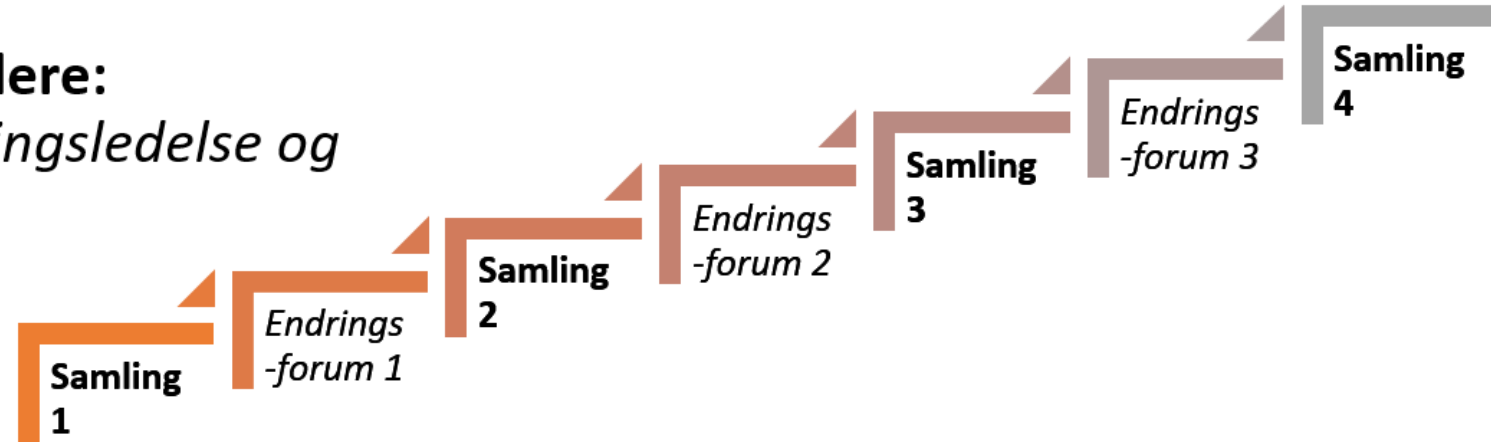 lere:
ingsledelse og
Samling
1
Endrings
-forum 1
Samling
2
Endrings
-forum 2
Samling
3
Endrings
-forum 3
Samling
4